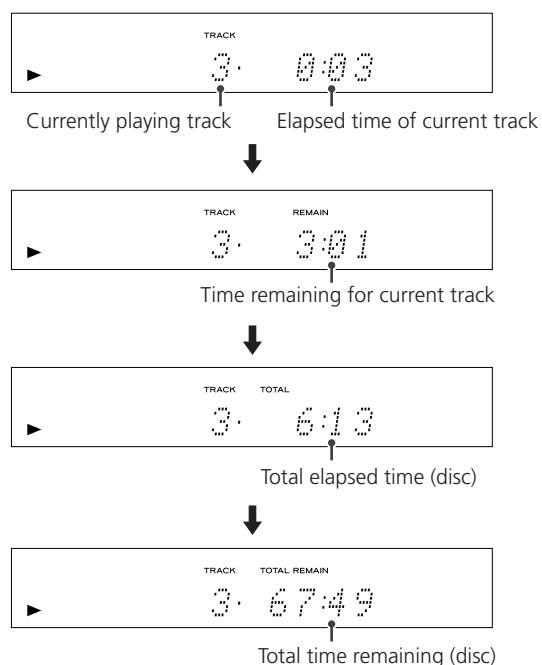 TRACK
3. 0:03
Currently playing track Elapsed time of current track
TRACK REMAIN
3. 3:01
Time remaining for current track
TRACK TOTAL
3. 6:13
Total elapsed time (disc)
TRACK TOTAL REMAIN
3. 67:49
Total time remaining (disc)